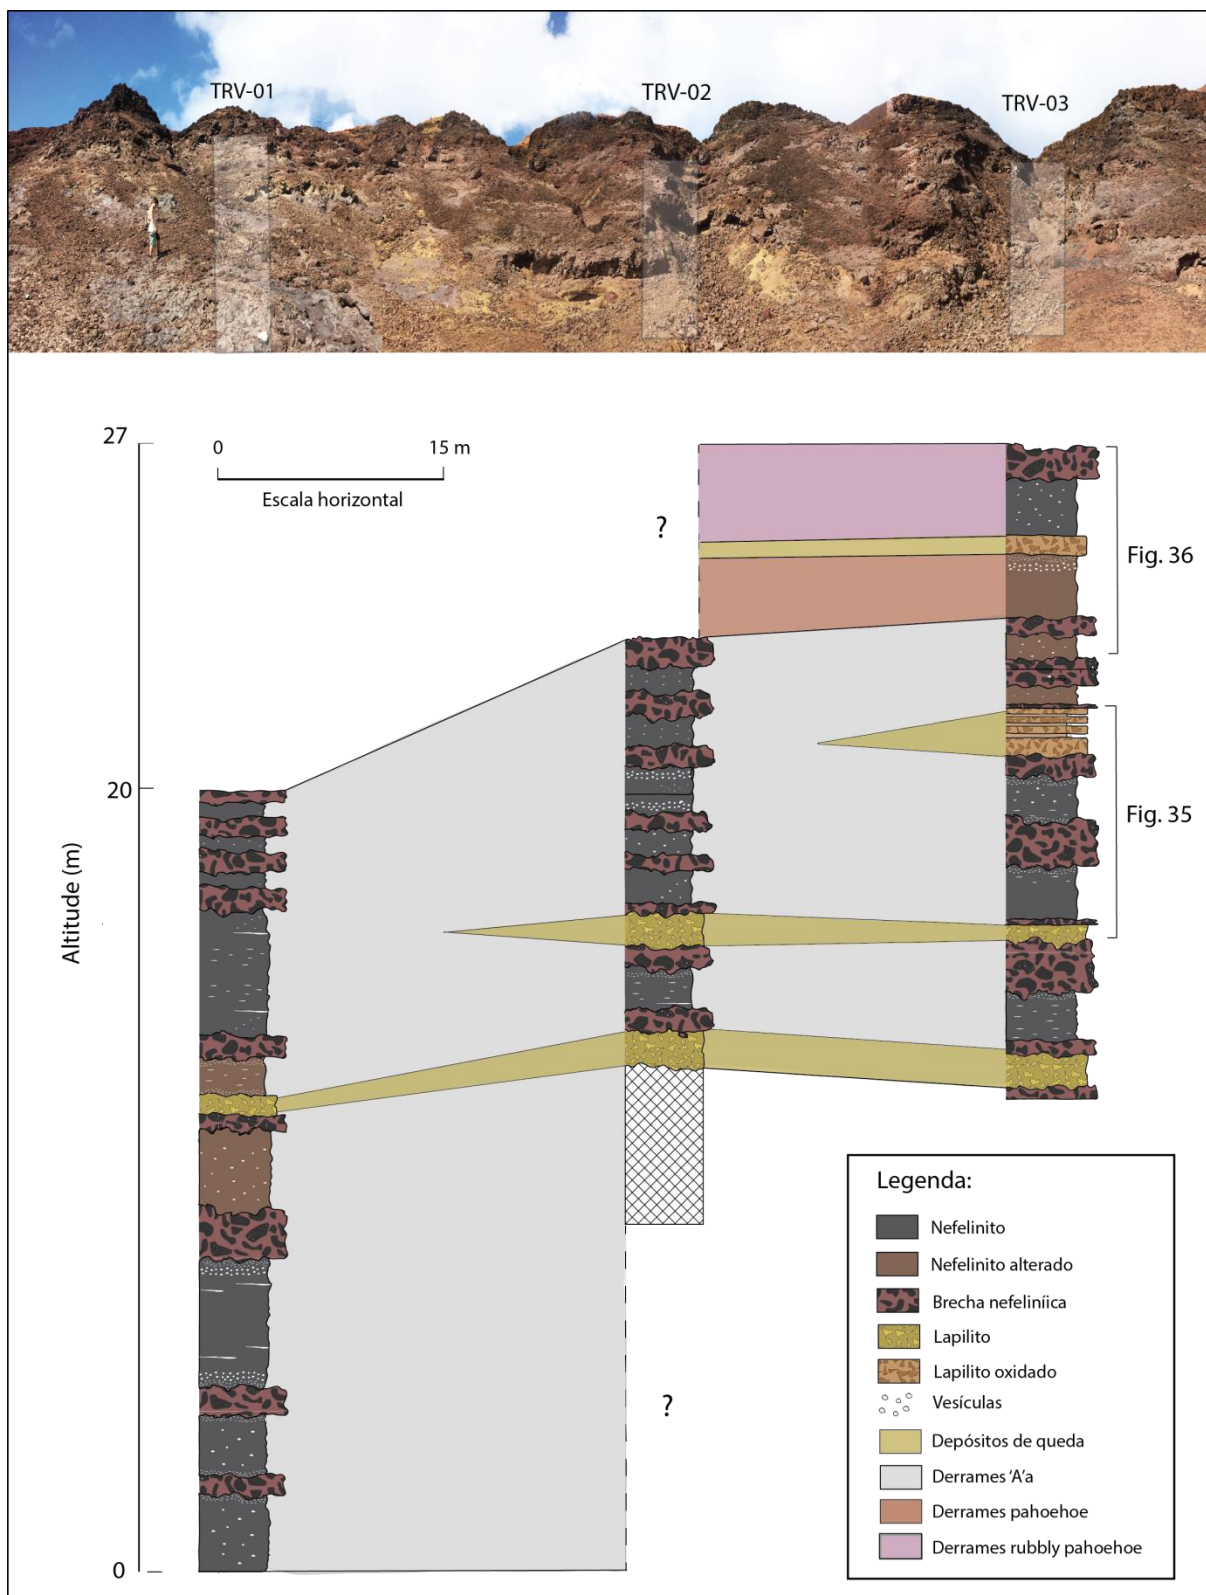 TRV-01
TRV-02
TRV-03
27
0
15 m
Escala horizontal
?
Fig. 36
20
Fig. 35
Altitude (m)
?
0
Legenda:
Nefelinito
Nefelinito alterado
Brecha nefeliníica
Lapilito
Lapilito oxidado
Vesículas
Depósitos de queda
Derrames ‘A’a
Derrames pahoehoe
Derrames rubbly pahoehoe